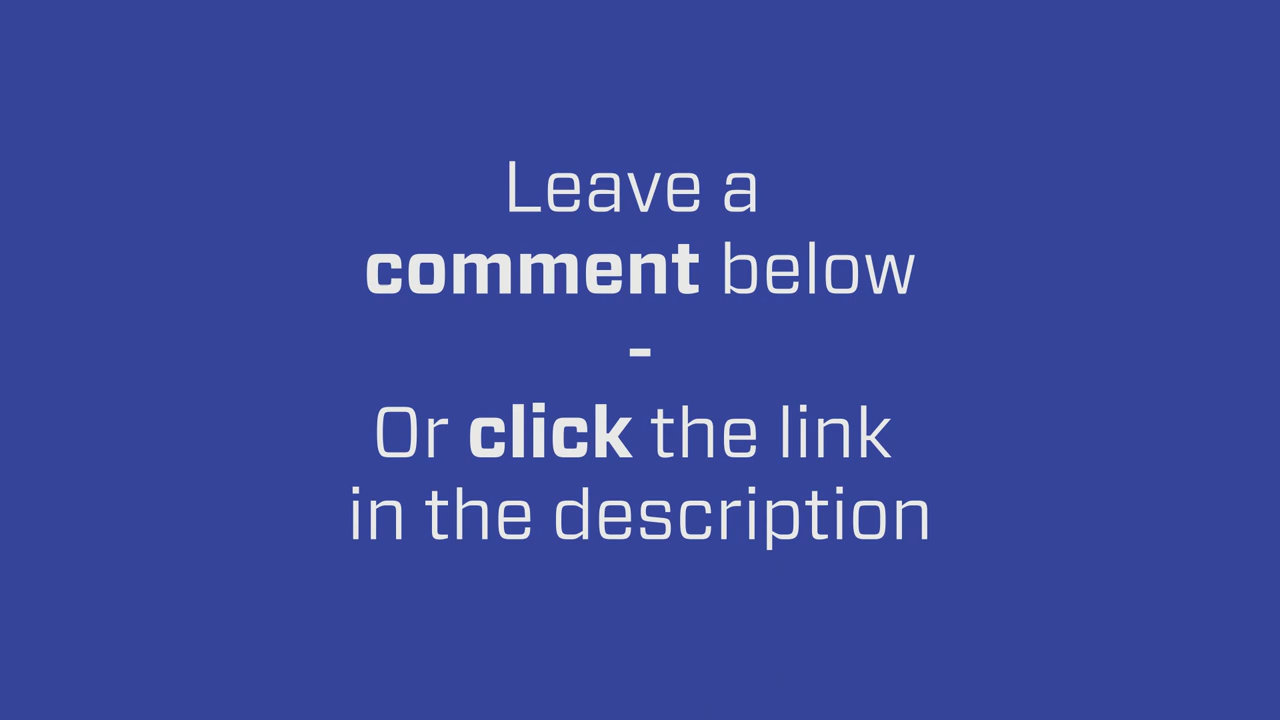 Leave a
comment below
-
Or click the link
in the description